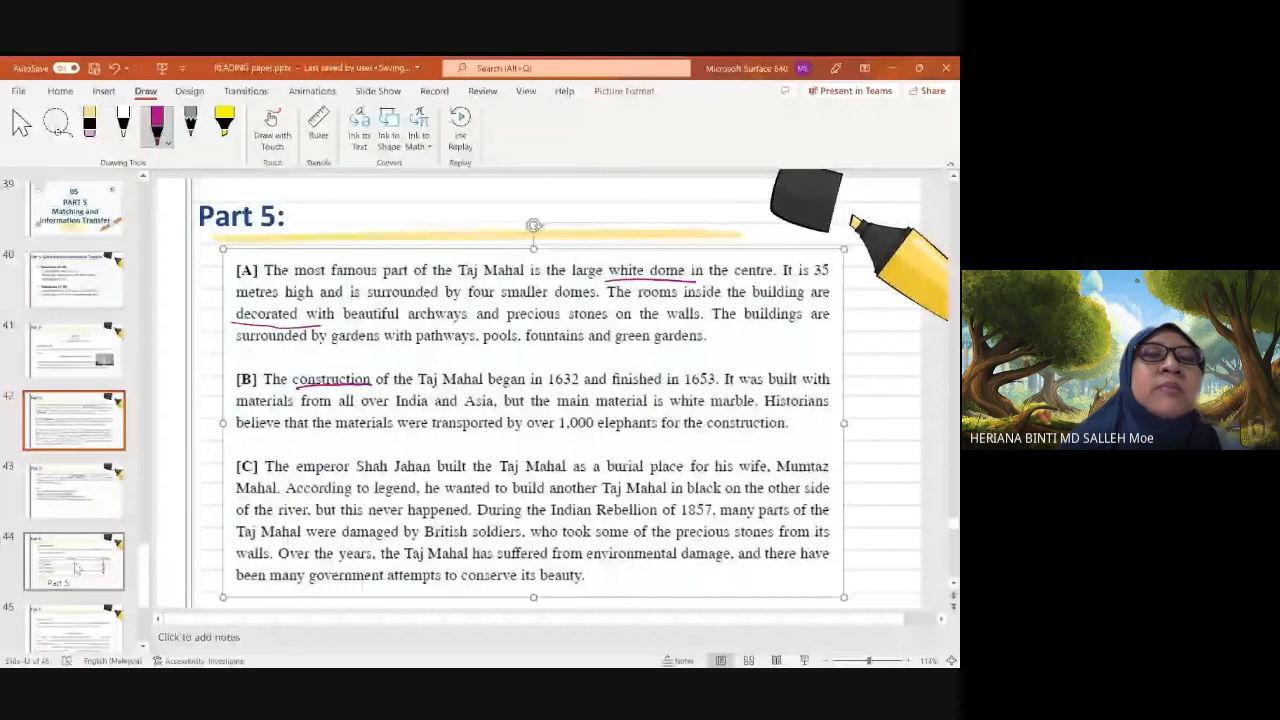 AutoSave On
READING paper.pptx - Last saved by user • Saving...
Search (Alt+Q)
Microsoft Surface 640 MS
File Home Insert Draw Design Transitions Animations Slide Show Record Review View Help Picture Format
Present in Teams Share
Draw with Touch
Ruler
Ink to Text
Ink to Shape
Ink to Math
Ink Replay
Drawing Tools Touch Stencils Convert Replay
39
05
PART 5
Matching and
Information Transfer
40
41
42
43
44
Part 5:
45
Part 5:
[A] The most famous part of the Taj Mahal is the large white dome in the centre. It is 35
metres high and is surrounded by four smaller domes. The rooms inside the building are
decorated with beautiful archways and precious stones on the walls. The buildings are
surrounded by gardens with pathways, pools, fountains and green gardens.
[B] The construction of the Taj Mahal began in 1632 and finished in 1653. It was built with
materials from all over India and Asia, but the main material is white marble. Historians
believe that the materials were transported by over 1,000 elephants for the construction.
[C] The emperor Shah Jahan built the Taj Mahal as a burial place for his wife, Mumtaz
Mahal. According to legend, he wanted to build another Taj Mahal in black on the other side
of the river, but this never happened. During the Indian Rebellion of 1857, many parts of the
Taj Mahal were damaged by British soldiers, who took some of the precious stones from its
walls. Over the years, the Taj Mahal has suffered from environmental damage, and there have
been many government attempts to conserve its beauty.
HERIANA BINTI MD SALLEH Moe
Click to add notes
Slide 42 of 48 English (Malaysia) Accessibility: Investigate
Notes
114%